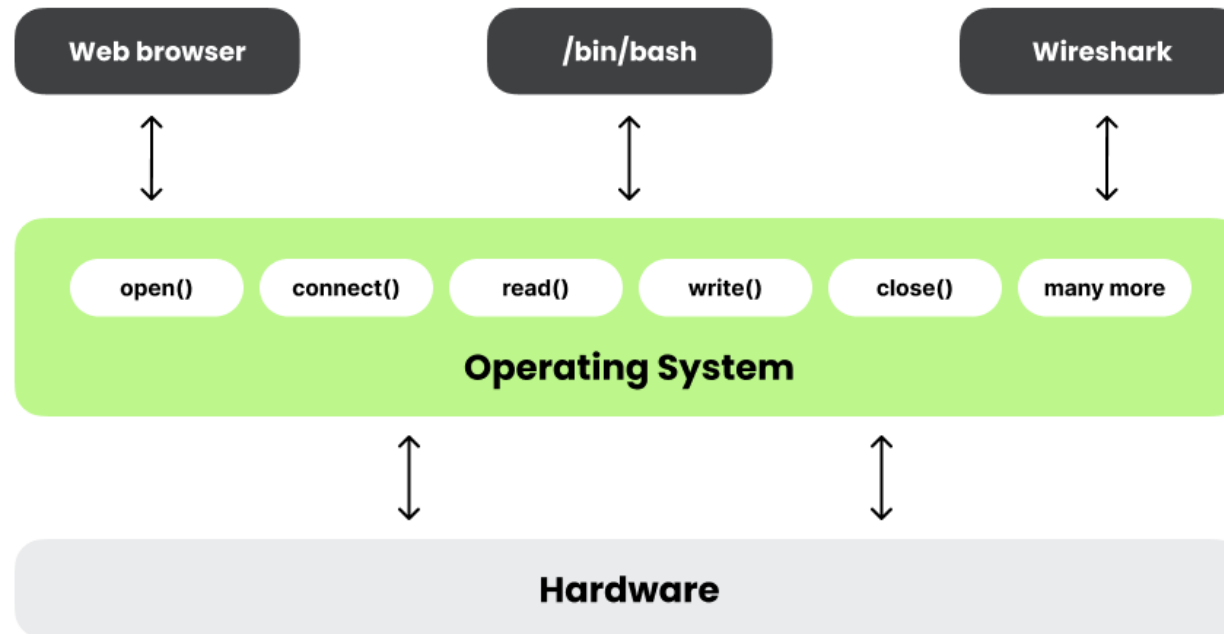 Web browser
/bin/bash
Wireshark
open()
connect()
read()
write()
close()
many more
Operating System
Hardware